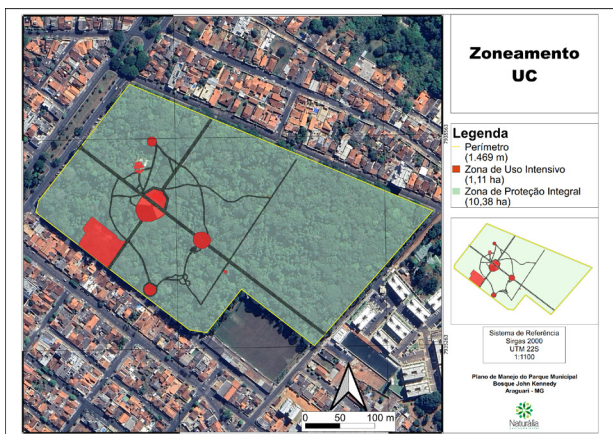 Zoneamento
UC
Legenda
Perímetro
(1.469 m)
Zona de Uso Intensivo
(1,11 ha)
Zona de Proteção Integral
(10,38 ha)
Sistema de Referência
Sirgas 2000
UTM 22S
1:1100
Plano de Manejo do Parque Municipal
Bosque John Kennedy
Araguari - MG
Naturália
0 50 100 m